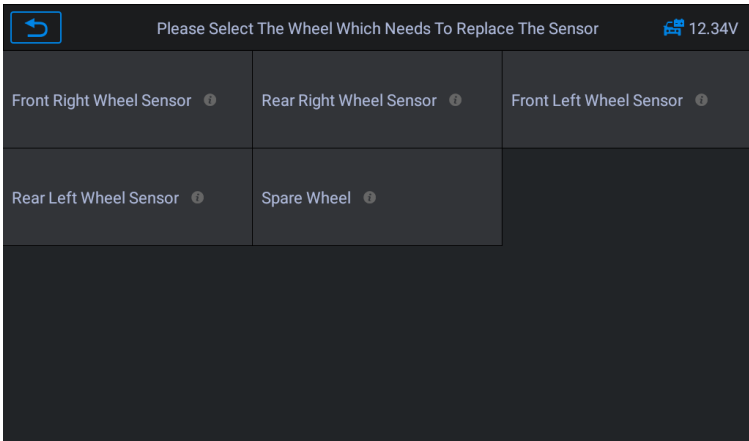 Please Select The Wheel Which Needs To Replace The Sensor
12.34V
Front Right Wheel Sensor
Rear Right Wheel Sensor
Front Left Wheel Sensor
Rear Left Wheel Sensor
Spare Wheel